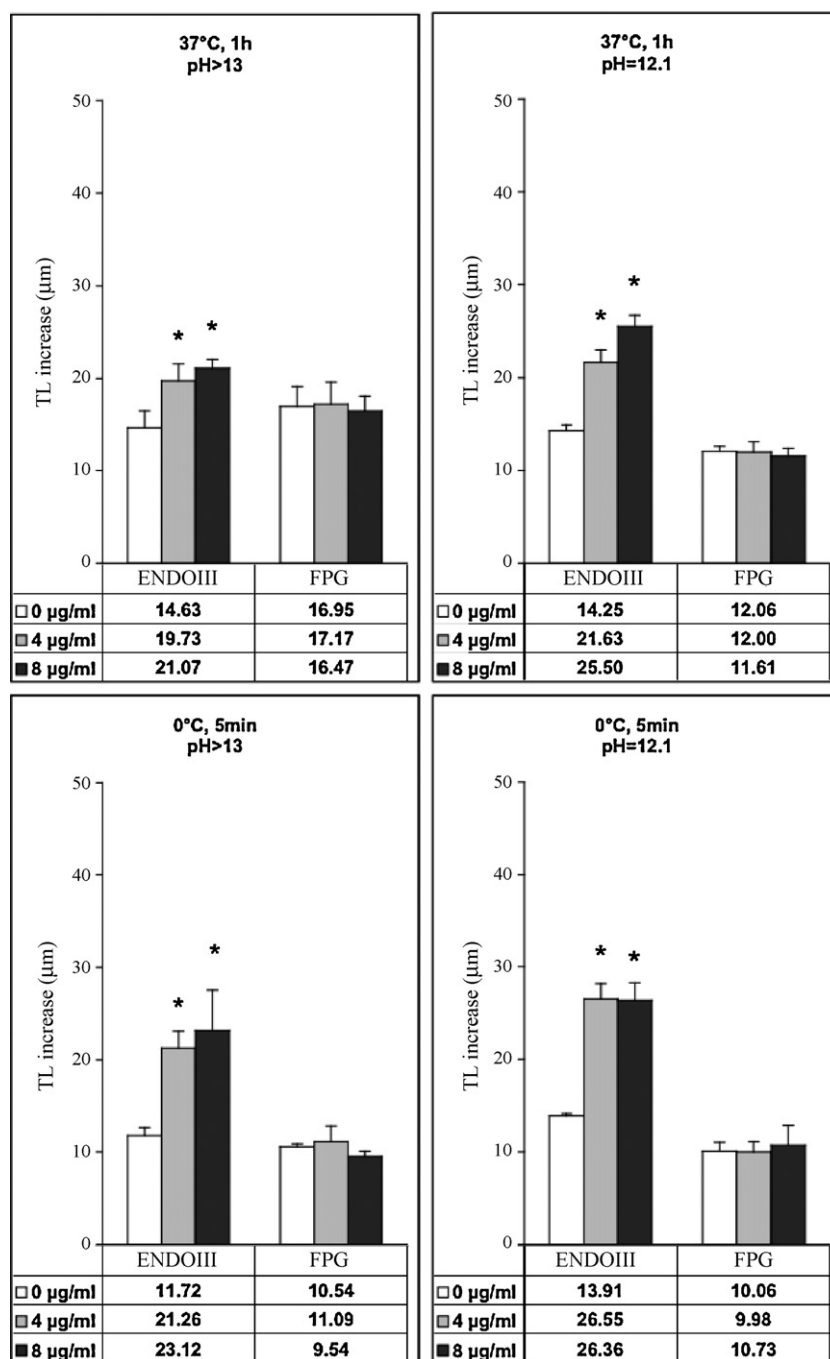 37°C, 1h
pH>13
50
40
30
20
10
0
TL increase (µm)
* *
ENDOIII FPG
0 µg/ml 14.63 16.95
4 µg/ml 19.73 17.17
8 µg/ml 21.07 16.47
37°C, 1h
pH=12.1
50
40
30
20
10
0
TL increase (µm)
* *
ENDOIII FPG
0 µg/ml 14.25 12.06
4 µg/ml 21.63 12.00
8 µg/ml 25.50 11.61
0°C, 5min
pH>13
50
40
30
20
10
0
TL increase (µm)
* *
ENDOIII FPG
0 µg/ml 11.72 10.54
4 µg/ml 21.26 11.09
8 µg/ml 23.12 9.54
0°C, 5min
pH=12.1
50
40
30
20
10
0
TL increase (µm)
* *
ENDOIII FPG
0 µg/ml 13.91 10.06
4 µg/ml 26.55 9.98
8 µg/ml 26.36 10.73